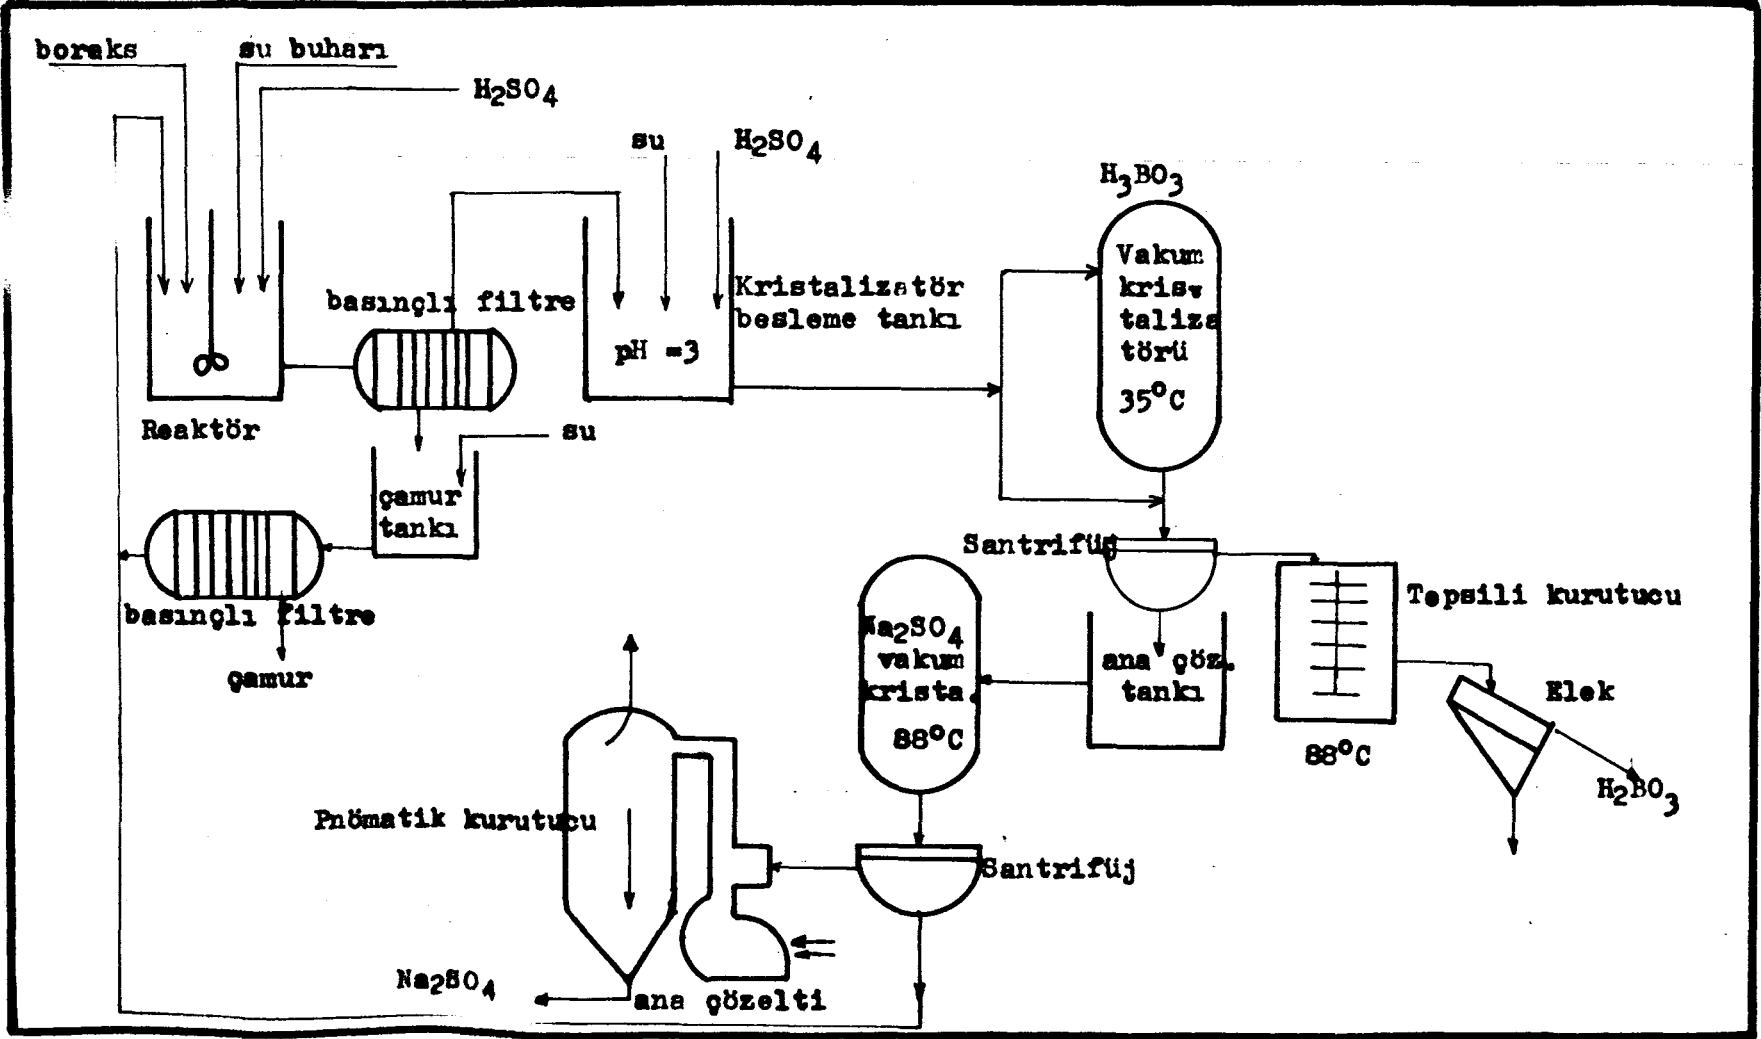 boraks
su buharı
H₂SO₄
su
H₂SO₄
H₃BO₃
Vakum
kris-
taliza
törü
35°C
basınçlı filtre
Kristalizatör
besleme tankı
pH =3
Reaktör
su
çamur
tankı
basınçlı filtre
çamur
Santrifüj
Tepsili kurutucu
Na₂SO₄
vakum
krista.
88°C
ana çöz.
tankı
88°C
Elek
H₂BO₃
Pnömatik kurutucu
Santrifüj
Na₂SO₄
ana çözelti